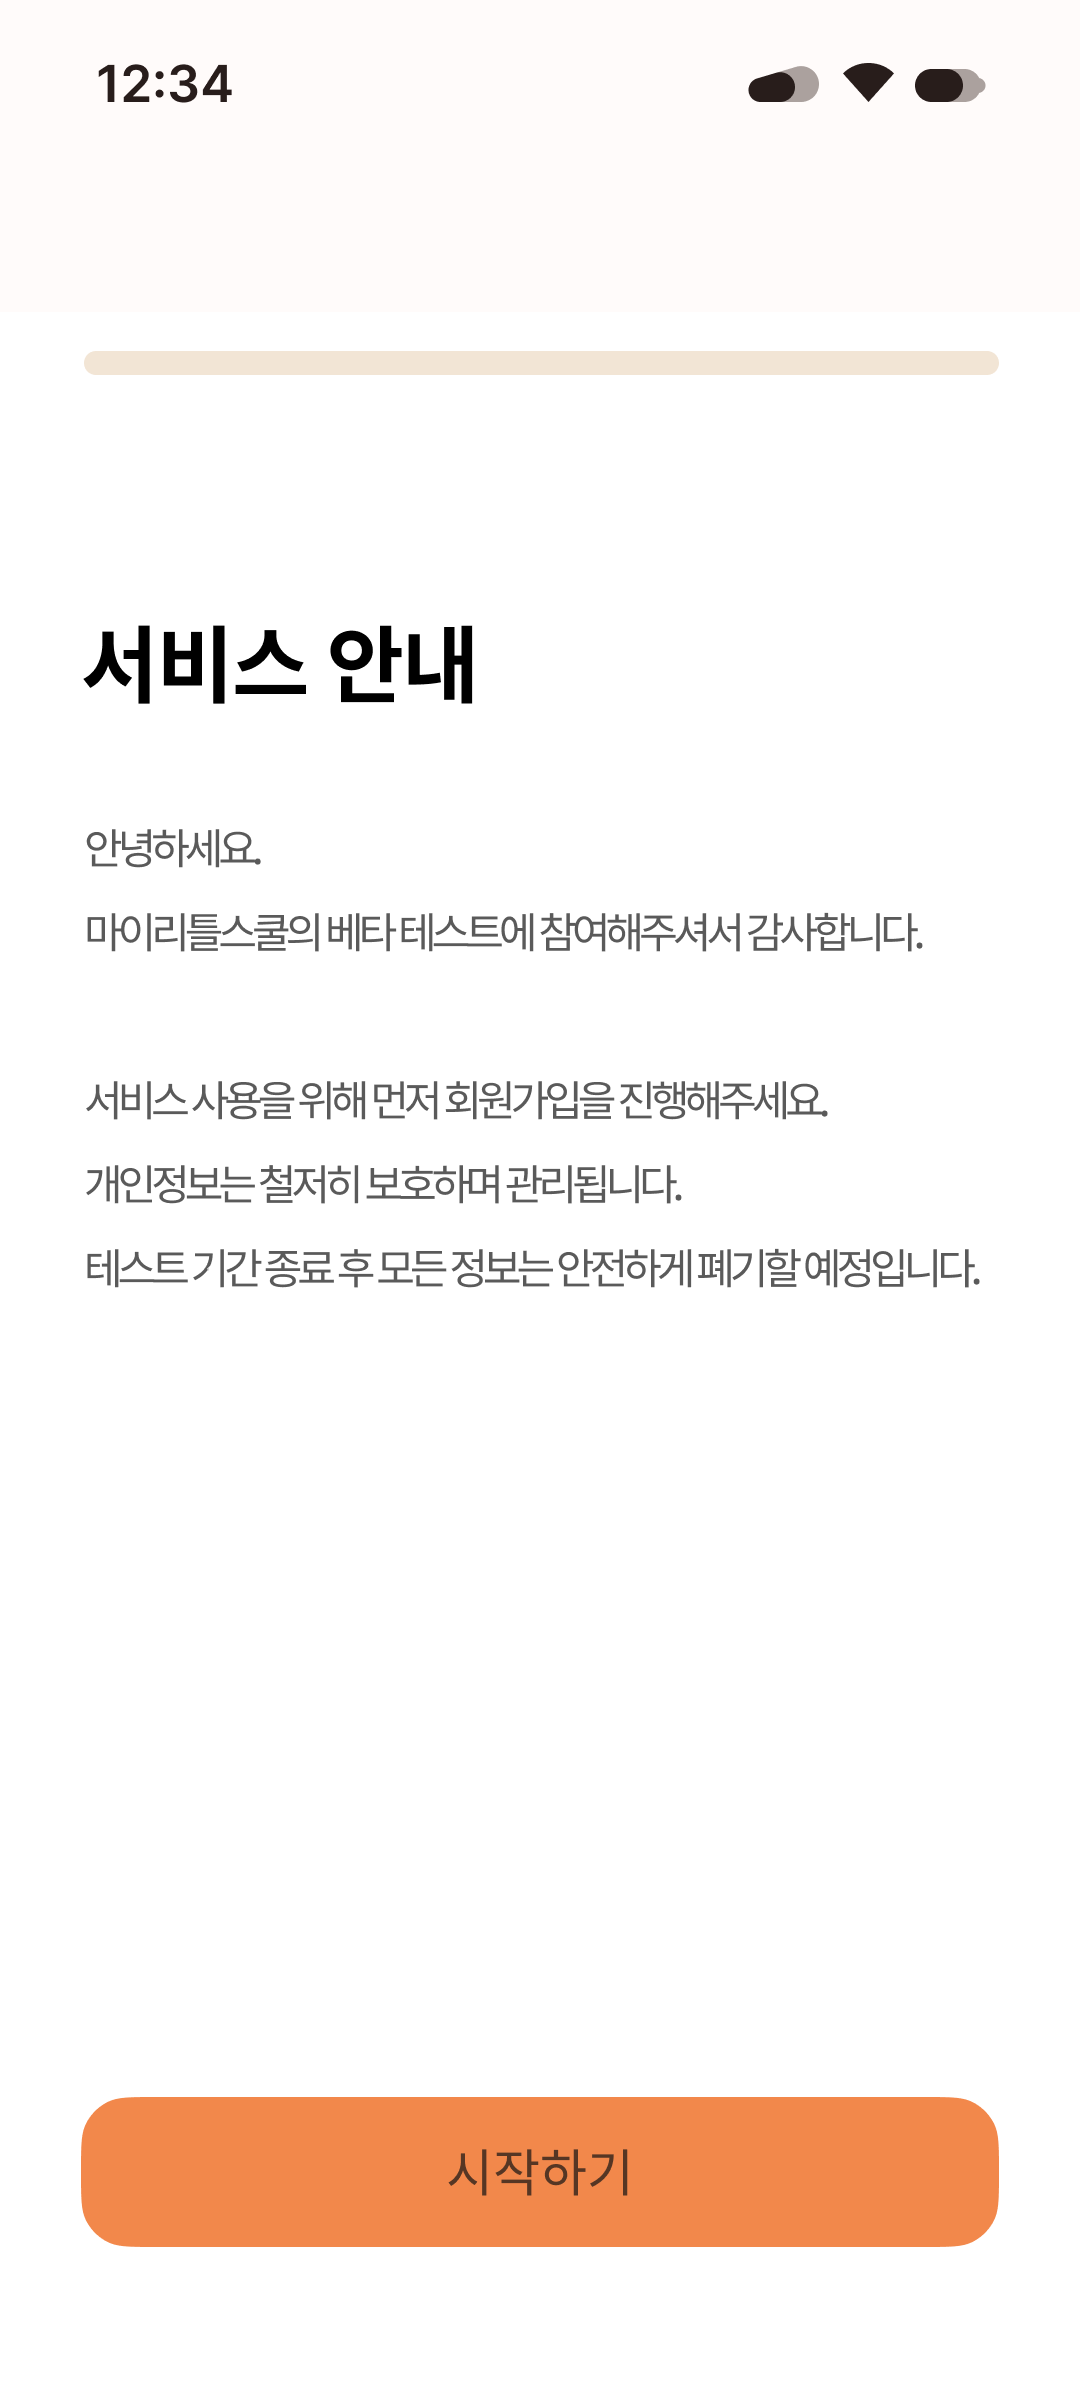 12:34
서비스 안내
안녕하세요.
마이리틀스쿨의 베타 테스트에 참여해주셔서 감사합니다.
서비스 사용을 위해 먼저 회원가입을 진행해주세요.
개인정보는 철저히 보호하며 관리됩니다.
테스트 기간 종료 후 모든 정보는 안전하게 폐기할 예정입니다.
시작하기